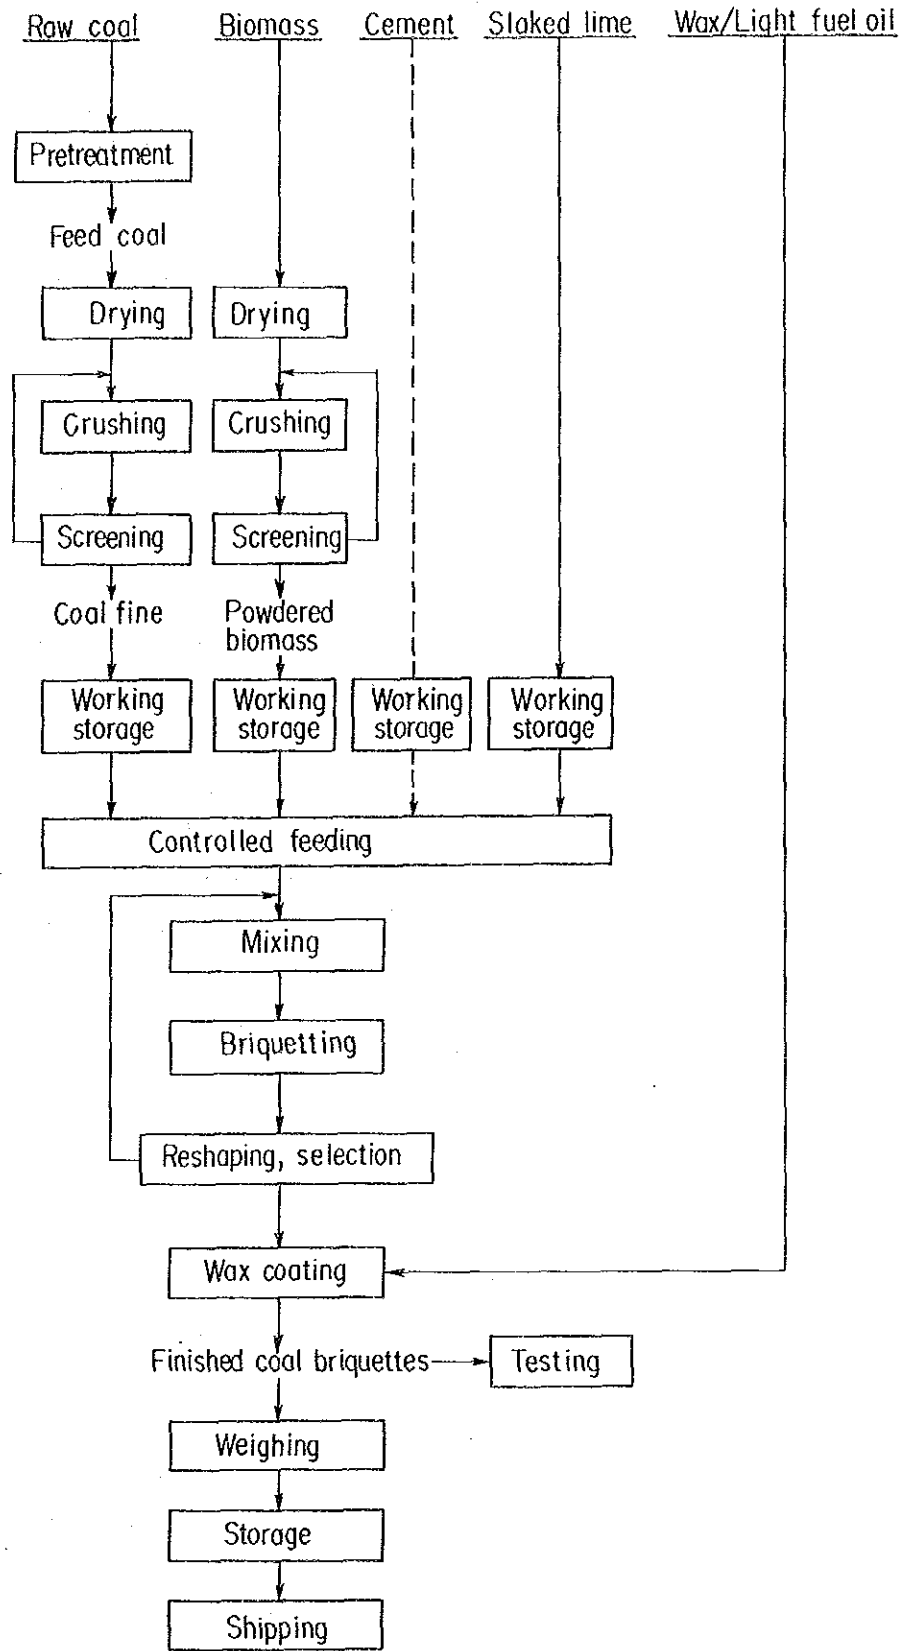 Raw coal
Biomass
Cement
Slaked lime
Wax/Light fuel oil
Pretreatment
Feed coal
Drying
Drying
Crushing
Crushing
Screening
Screening
Coal fine
Powdered
biomass
Working
storage
Working
storage
Working
storage
Working
storage
Controlled feeding
Mixing
Briquetting
Reshaping, selection
Wax coating
Finished coal briquettes
Testing
Weighing
Storage
Shipping